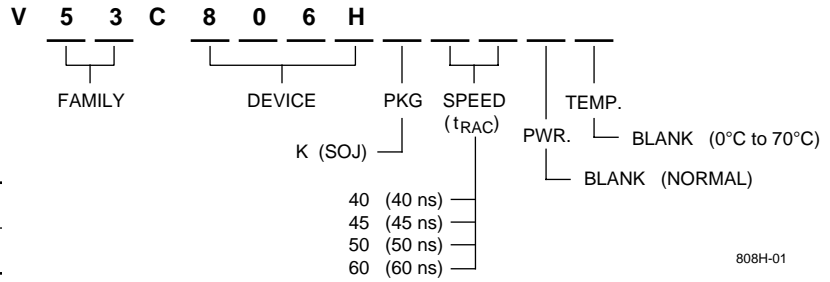 V 5 3 C 8 0 6 H
FAMILY DEVICE PKG SPEED TEMP.
(tRAC) PWR.
K (SOJ) BLANK (0°C to 70°C)
BLANK (NORMAL)
40 (40 ns)
45 (45 ns)
50 (50 ns)
60 (60 ns)
808H-01